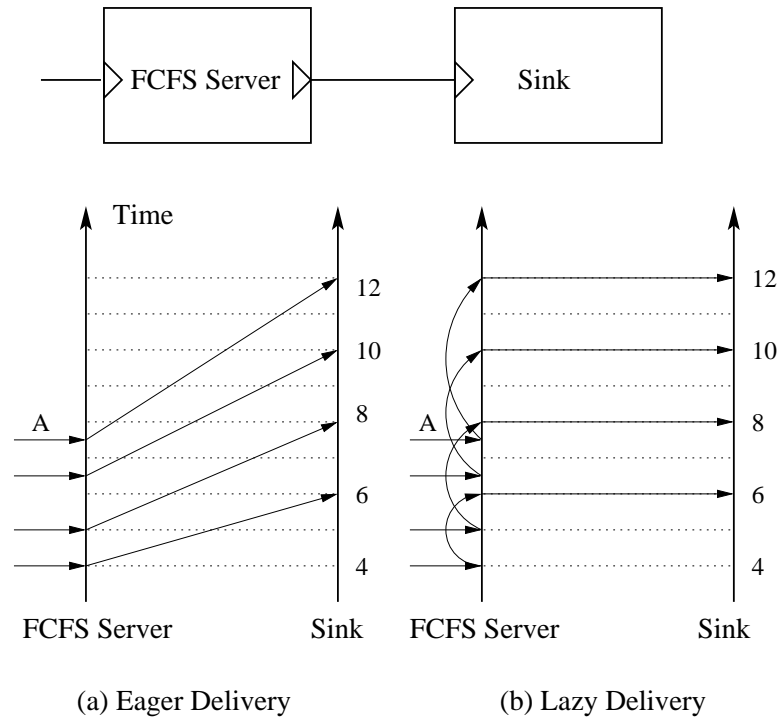 FCFS Server
Sink
Time
12
10
A
8
6
4
FCFS Server
Sink
(a) Eager Delivery
12
10
A
8
6
4
FCFS Server
Sink
(b) Lazy Delivery